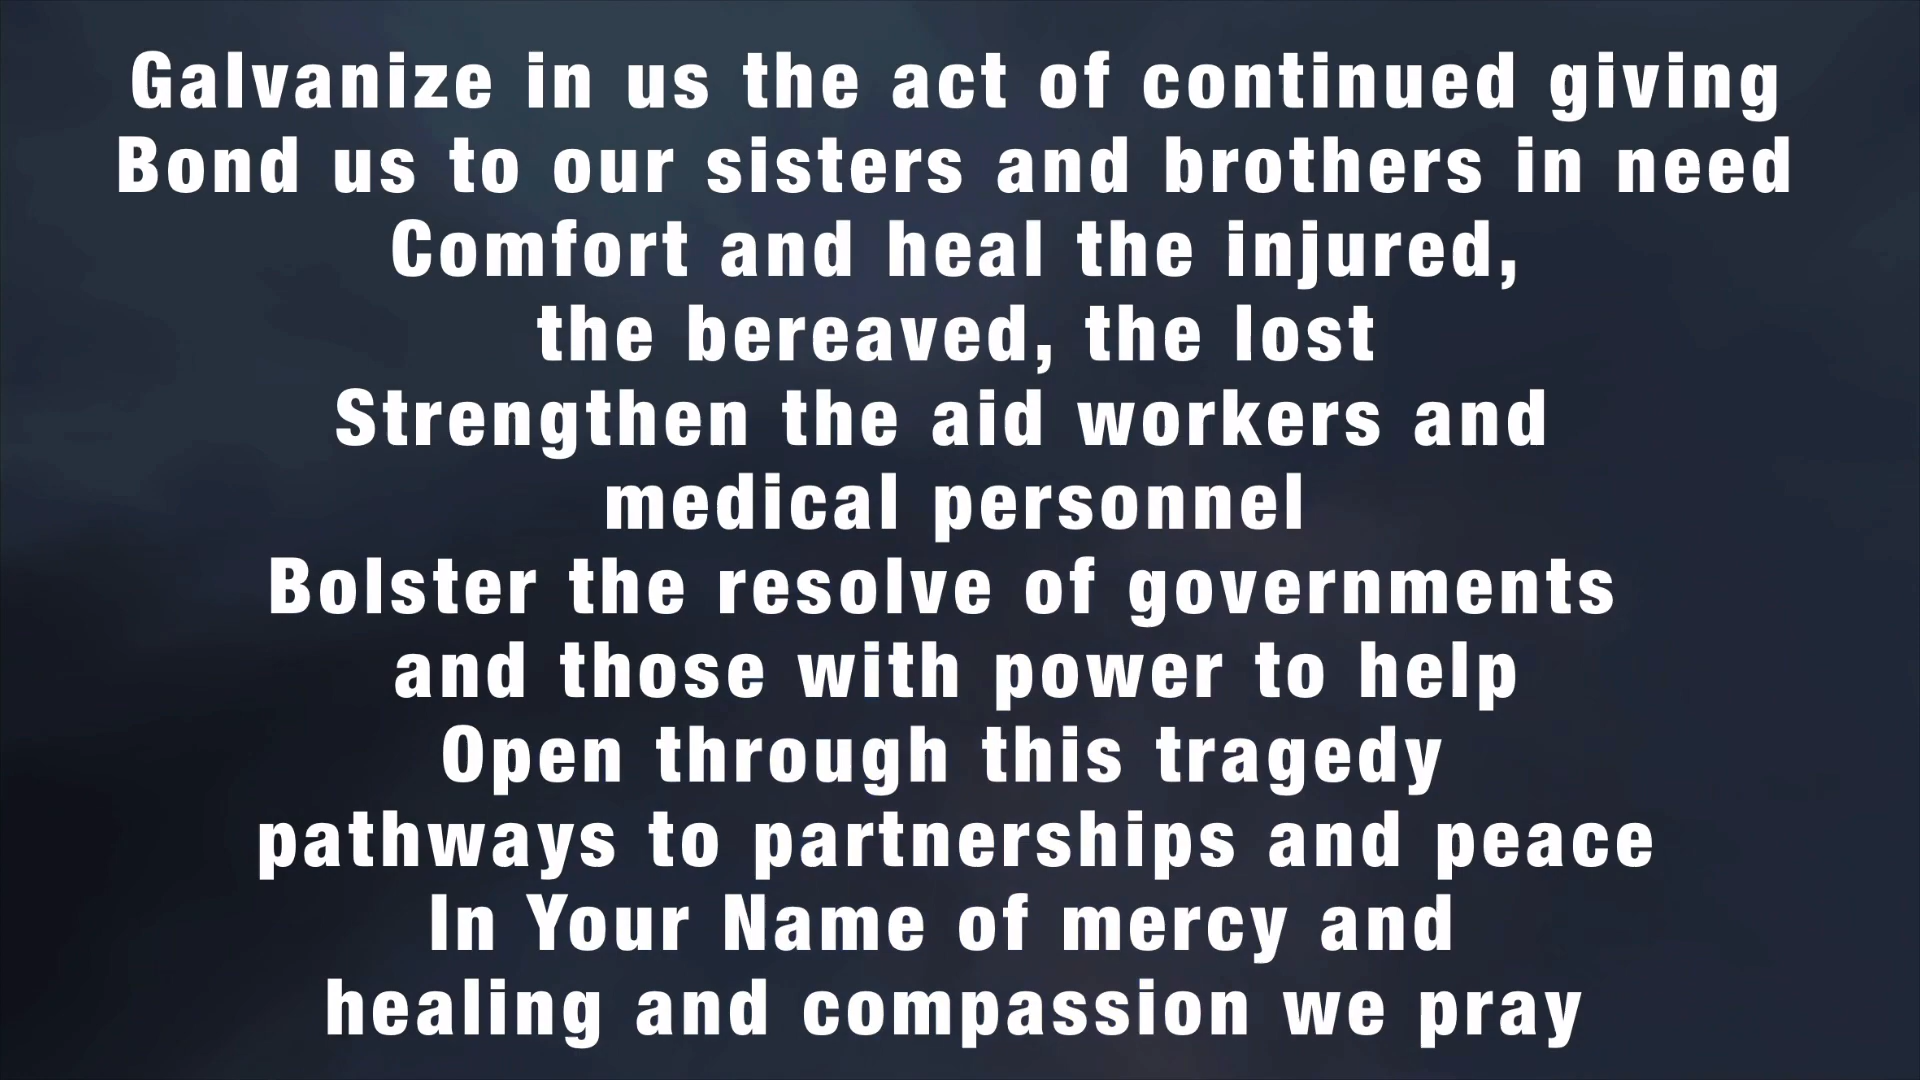 Galvanize in us the act of continued giving
Bond us to our sisters and brothers in need
Comfort and heal the injured,
the bereaved, the lost
Strengthen the aid workers and
medical personnel
Bolster the resolve of governments
and those with power to help
Open through this tragedy
pathways to partnerships and peace
In Your Name of mercy and
healing and compassion we pray